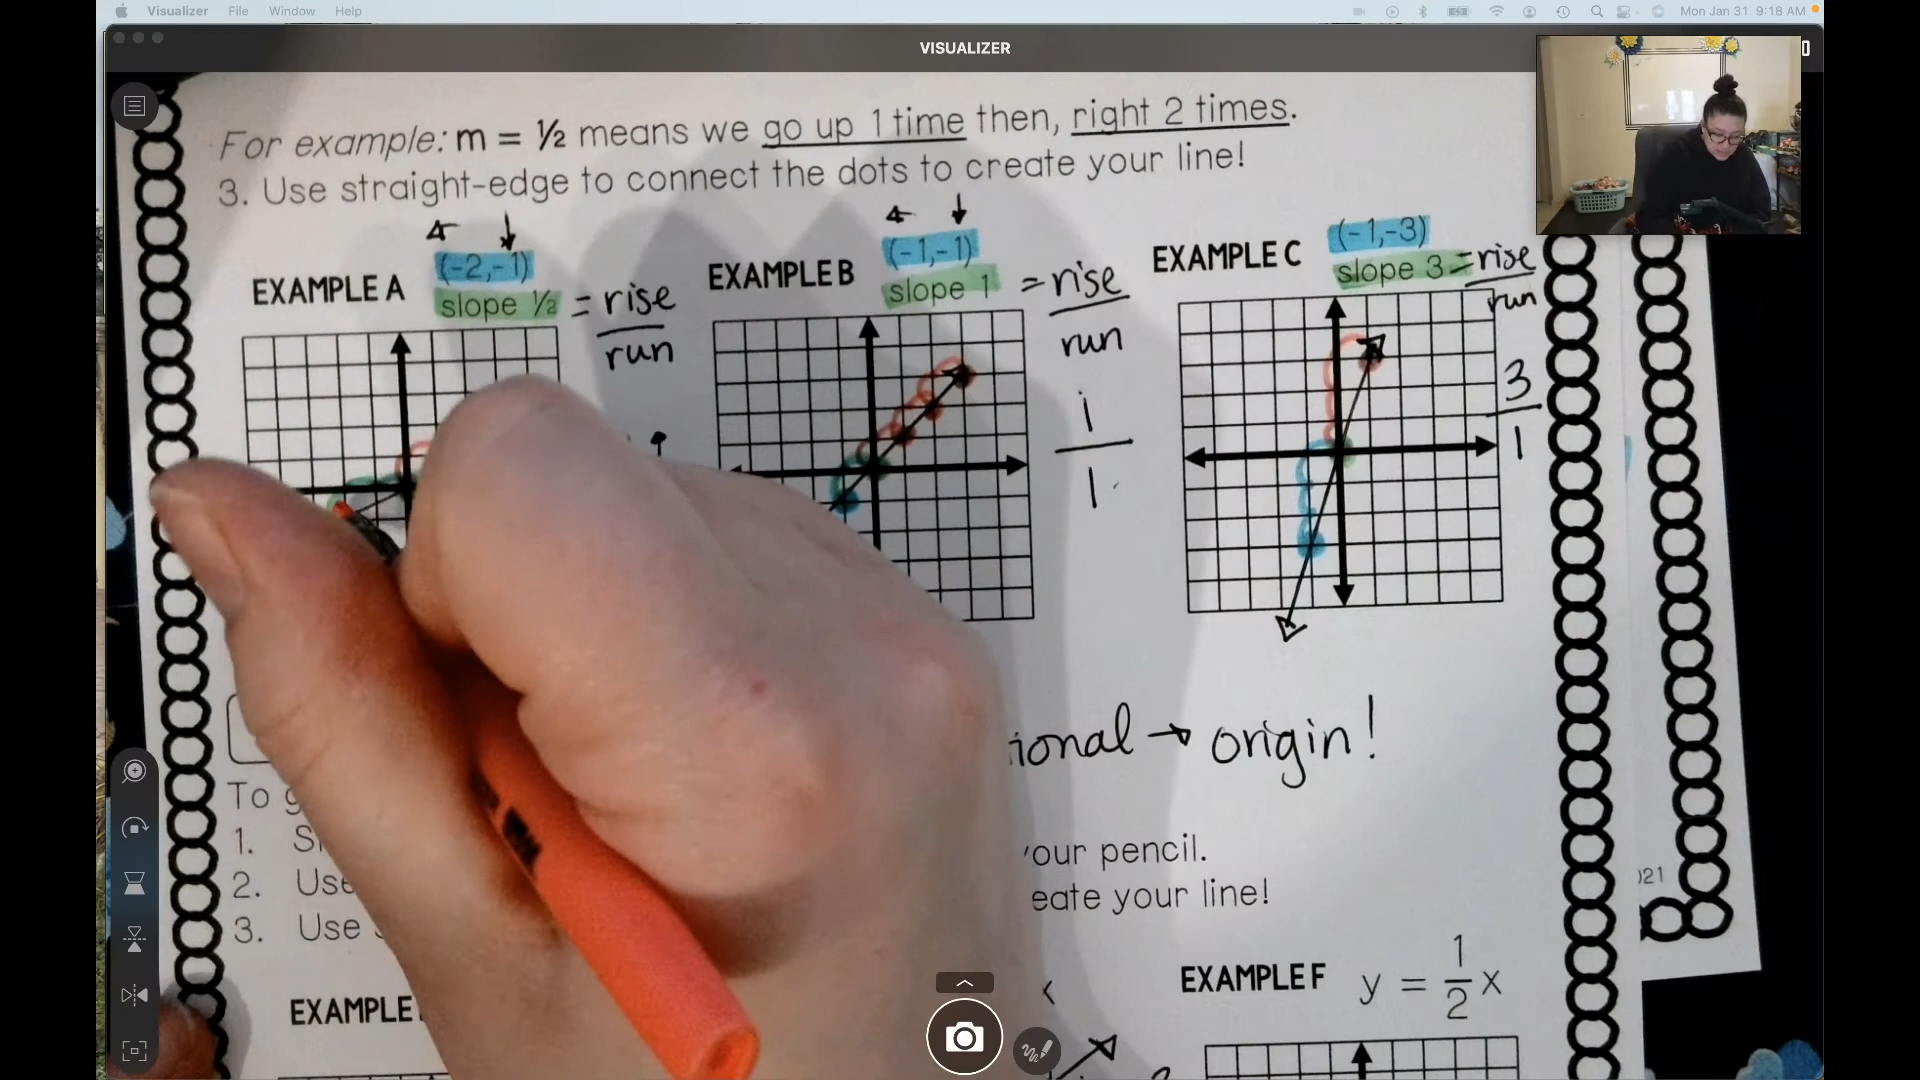 Visualizer File Window Help Mon Jan 31 9:18 AM
VISUALIZER
For example: m = ½ means we go up 1 time then, right 2 times.
3. Use straight-edge to connect the dots to create your line!
EXAMPLE A (-2,-1)
slope ½ = rise
run
EXAMPLE B (-1,-1)
slope 1 = rise
run
1
1
EXAMPLE C (-1,-3)
slope 3 = rise
run
3
1
origin!
To
1.
2. Use
3. Use
your pencil.
your line!
EXAMPLE
EXAMPLE F y = 1/2 x